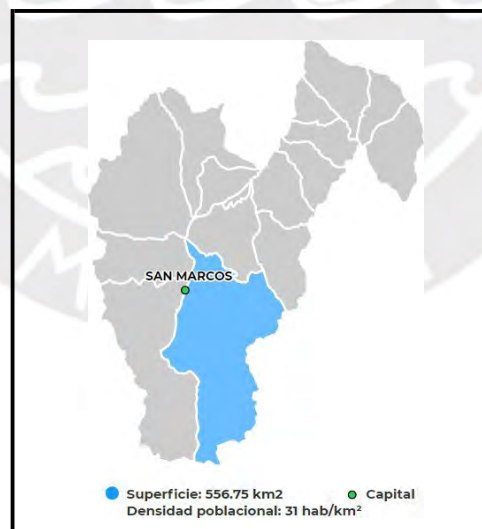 SAN MARCOS
Superficie: 556.75 km2
Capital
Densidad poblacional: 31 hab/km²